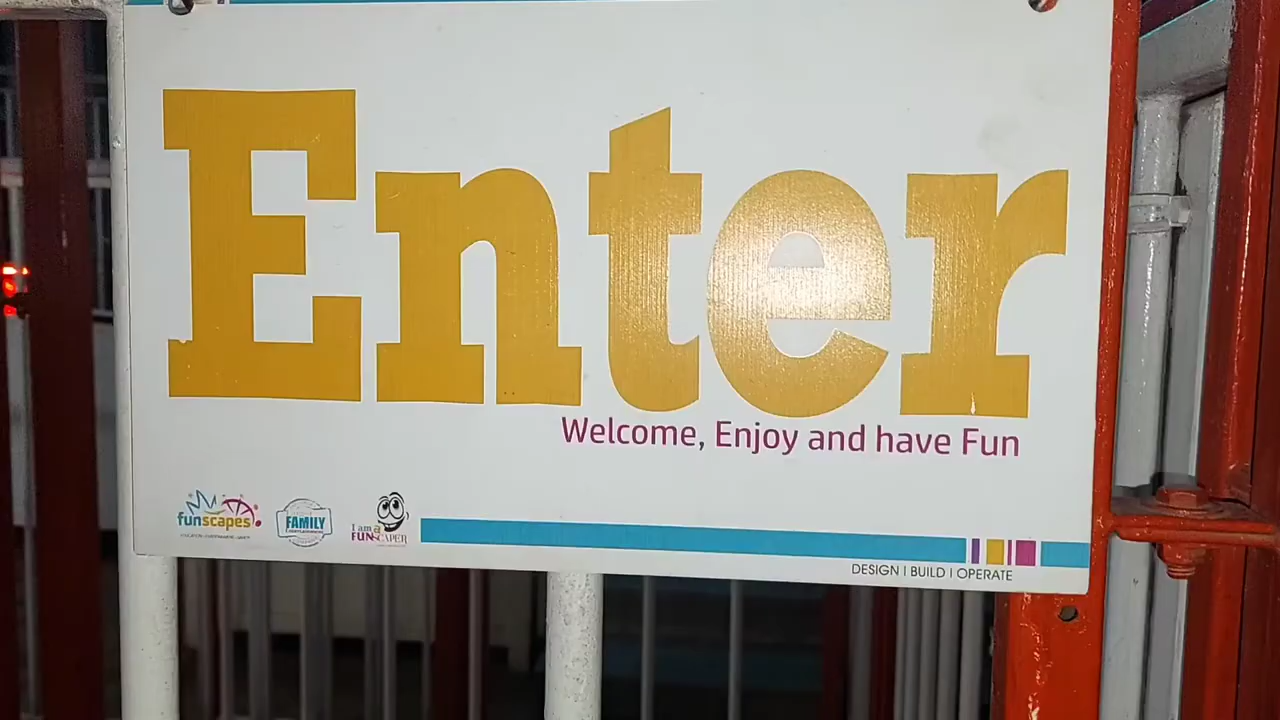 Enter
Welcome, Enjoy and have Fun
funscapes
FAMILY
I am a
FUNSCAPER
DESIGN | BUILD | OPERATE